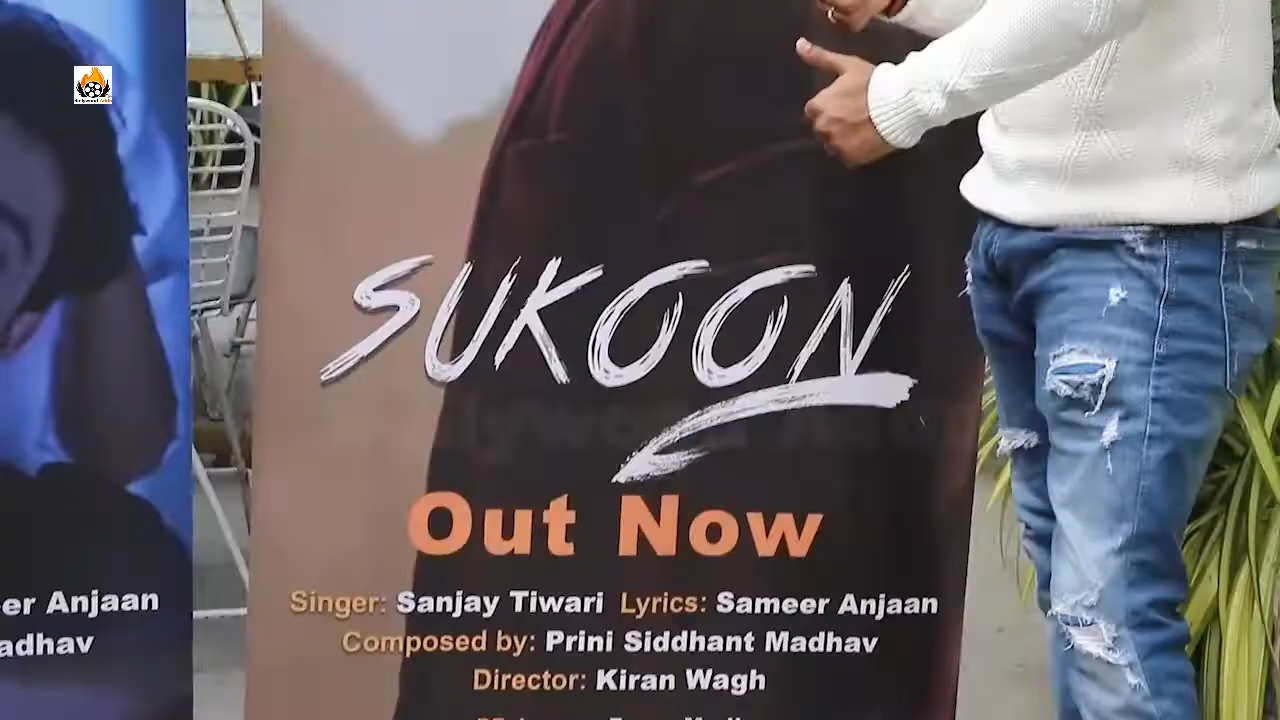 SUKOON
Out Now
Singer: Sanjay Tiwari Lyrics: Sameer Anjaan
Composed by: Prini Siddhant Madhav
Director: Kiran Wagh
er Anjaan
adhav